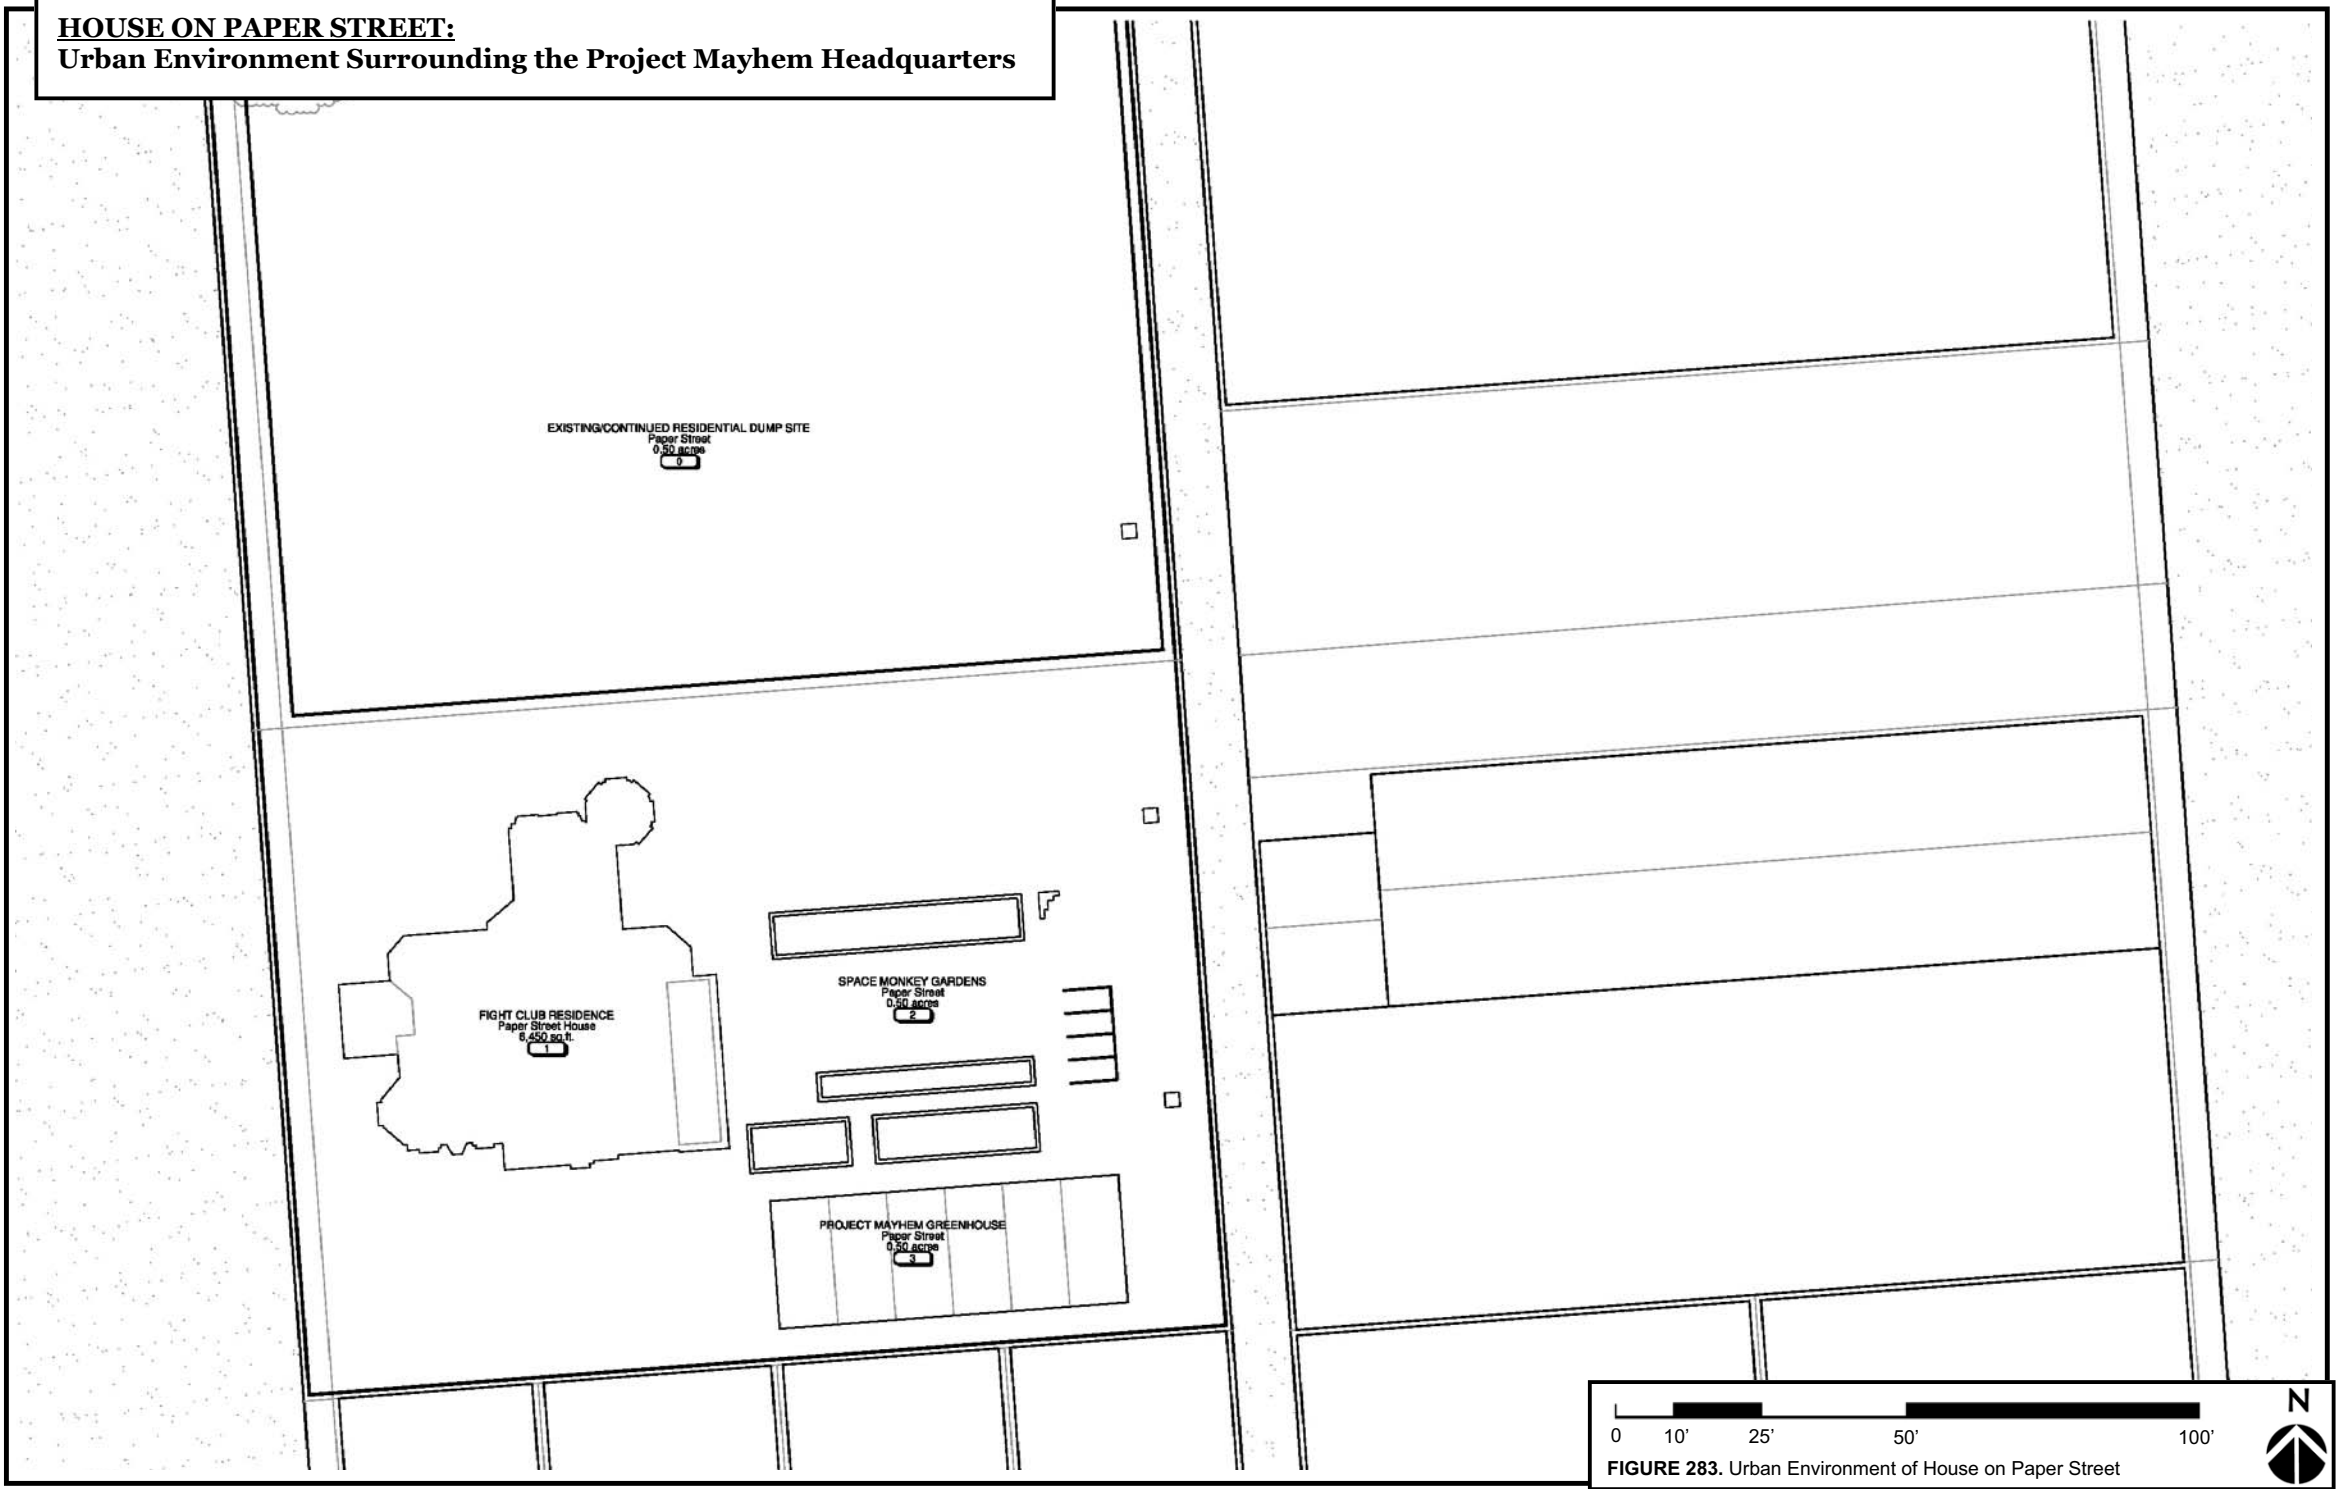 HOUSE ON PAPER STREET:
Urban Environment Surrounding the Project Mayhem Headquarters
EXISTING/CONTINUED RESIDENTIAL DUMP SITE
Paper Street
0.50 acres
0
FIGHT CLUB RESIDENCE
Paper Street House
6,450 sq.ft.
1
SPACE MONKEY GARDENS
Paper Street
0.50 acres
2
PROJECT MAYHEM GREENHOUSE
Paper Street
0.50 acres
3
N
0 10’ 25’ 50’ 100’
FIGURE 283. Urban Environment of House on Paper Street